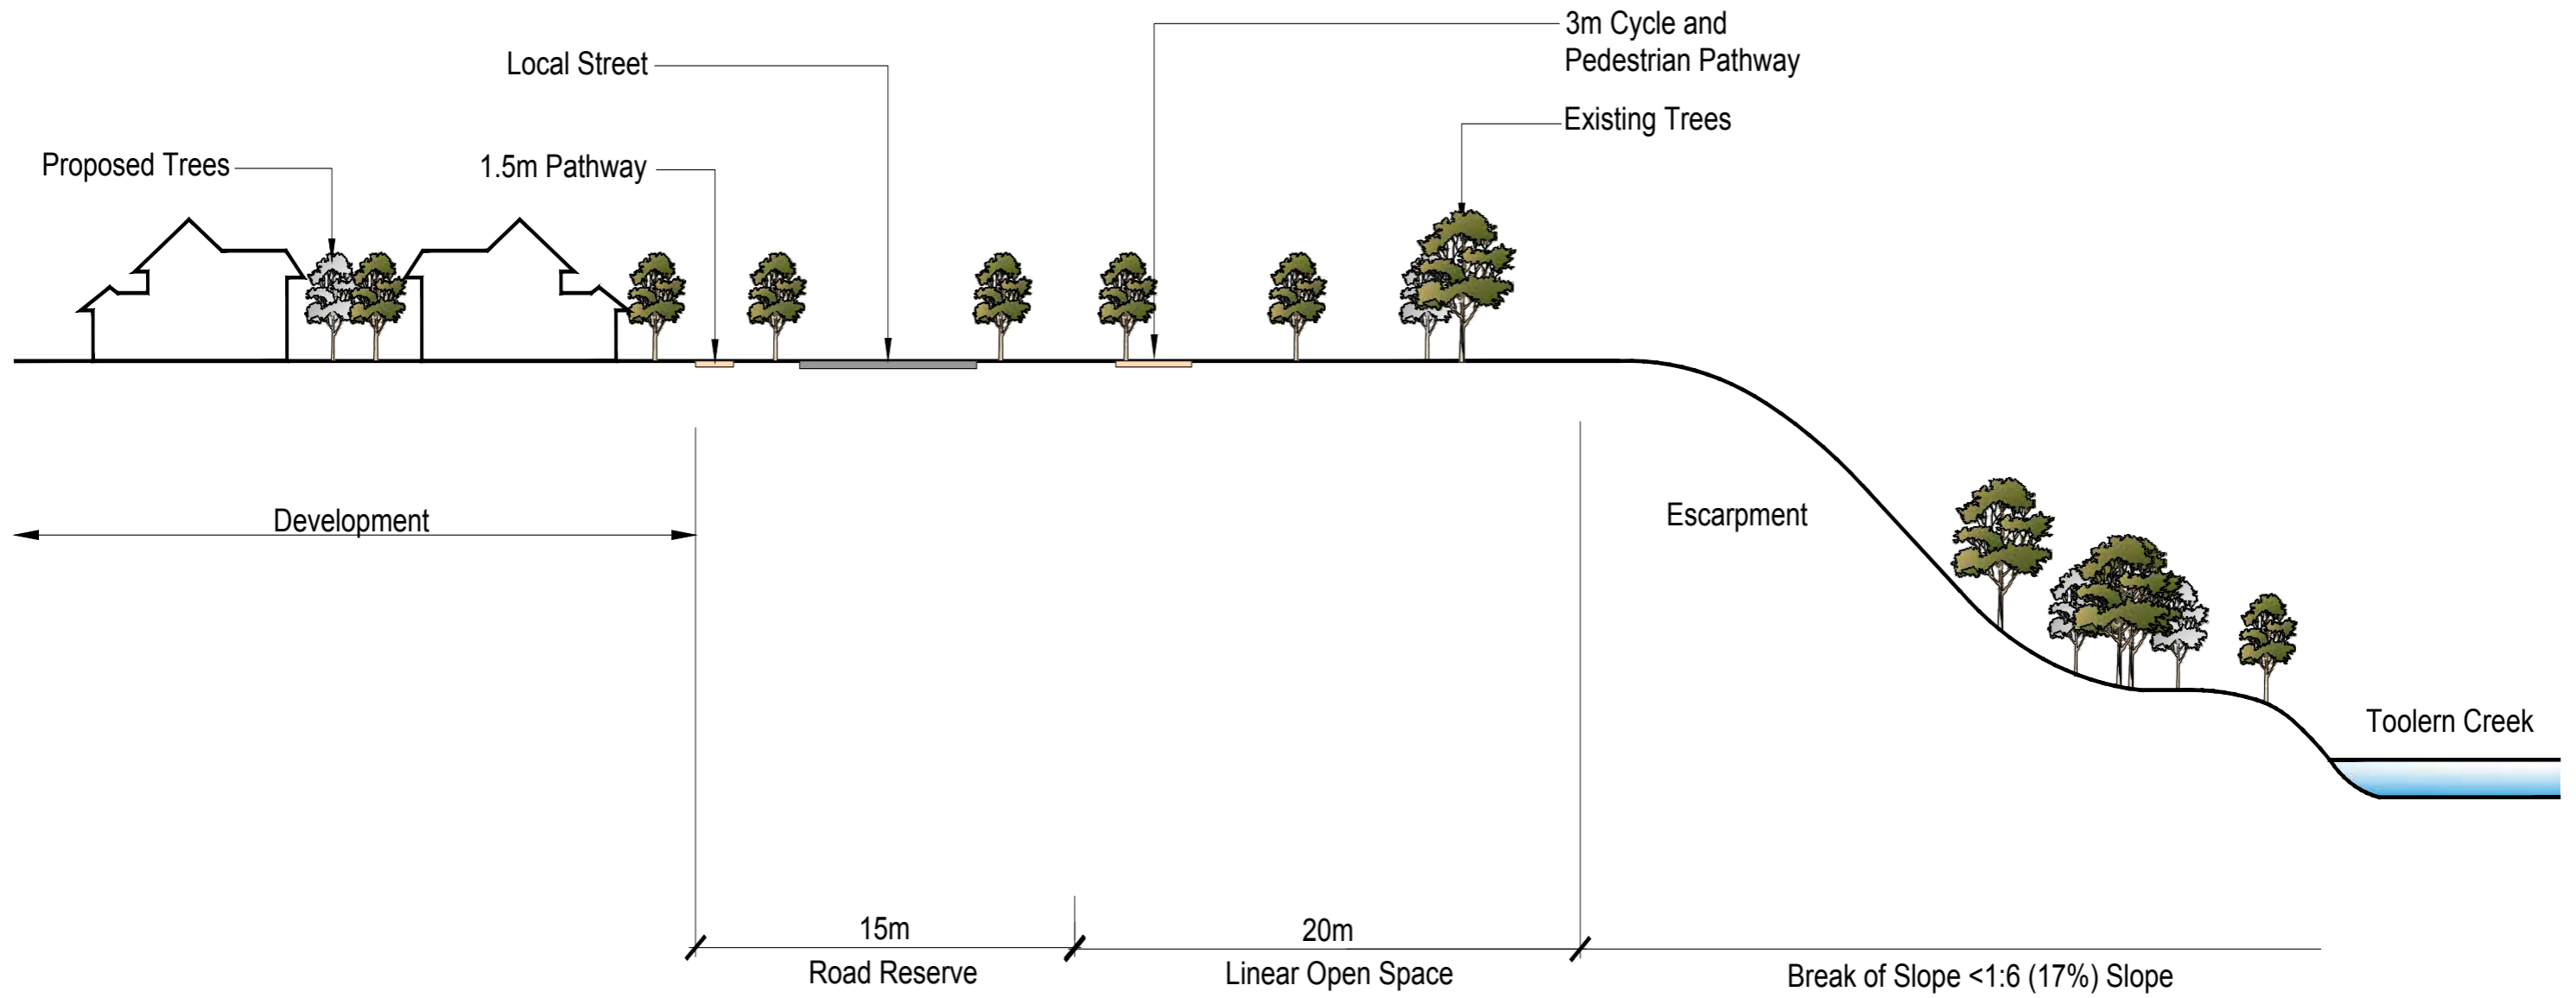 3m Cycle and
Pedestrian Pathway
Local Street
Existing Trees
Proposed Trees
1.5m Pathway
Development
Escarpment
Toolern Creek
15m
20m
Road Reserve
Linear Open Space
Break of Slope <1:6 (17%) Slope